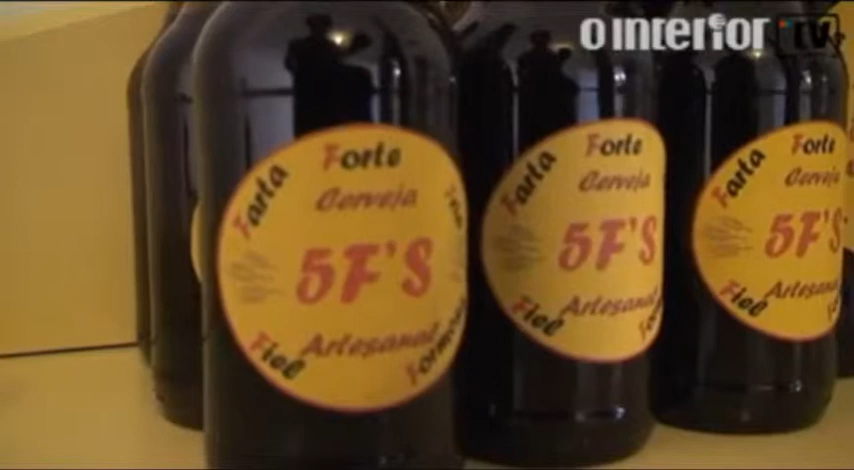 o interior tv
Forte
Farta
Cerveja
5F'S
Artesanal
Fiel
Forte
Farta
Cerveja
5F'S
Artesanal
Fiel
Forte
Farta
Cerveja
5F'S
Artesanal
Fiel